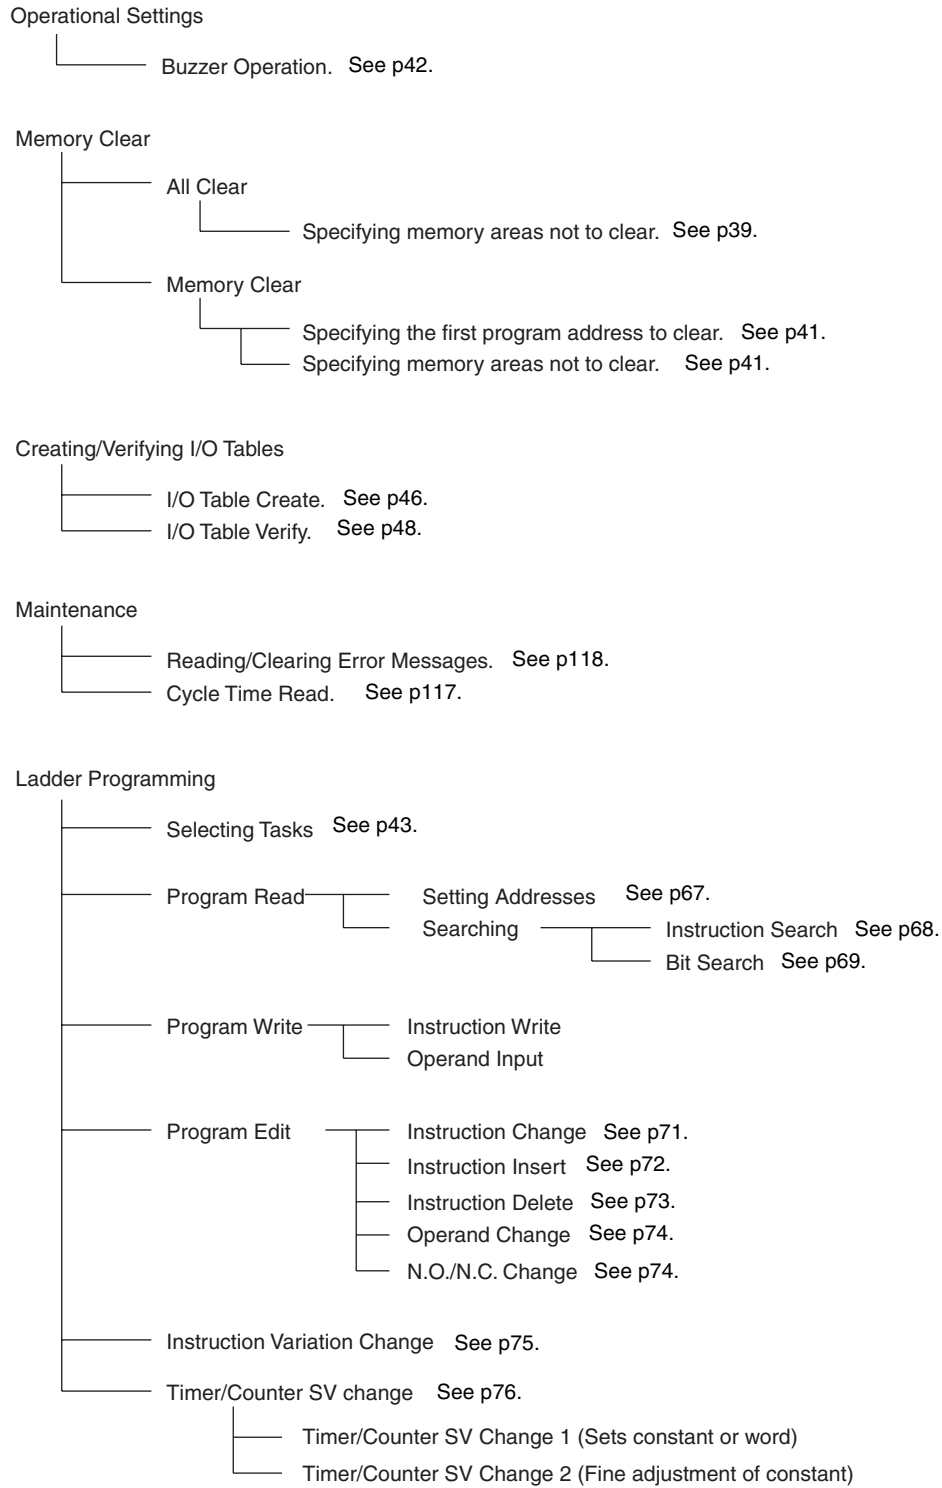 Operational Settings
Buzzer Operation. See p42.
Memory Clear
All Clear
Specifying memory areas not to clear. See p39.
Memory Clear
Specifying the first program address to clear. See p41.
Specifying memory areas not to clear. See p41.
Creating/Verifying I/O Tables
I/O Table Create. See p46.
I/O Table Verify. See p48.
Maintenance
Reading/Clearing Error Messages. See p118.
Cycle Time Read. See p117.
Ladder Programming
Selecting Tasks See p43.
Program Read Setting Addresses See p67.
Searching Instruction Search See p68.
Bit Search See p69.
Program Write Instruction Write
Operand Input
Program Edit Instruction Change See p71.
Instruction Insert See p72.
Instruction Delete See p73.
Operand Change See p74.
N.O./N.C. Change See p74.
Instruction Variation Change See p75.
Timer/Counter SV change See p76.
Timer/Counter SV Change 1 (Sets constant or word)
Timer/Counter SV Change 2 (Fine adjustment of constant)